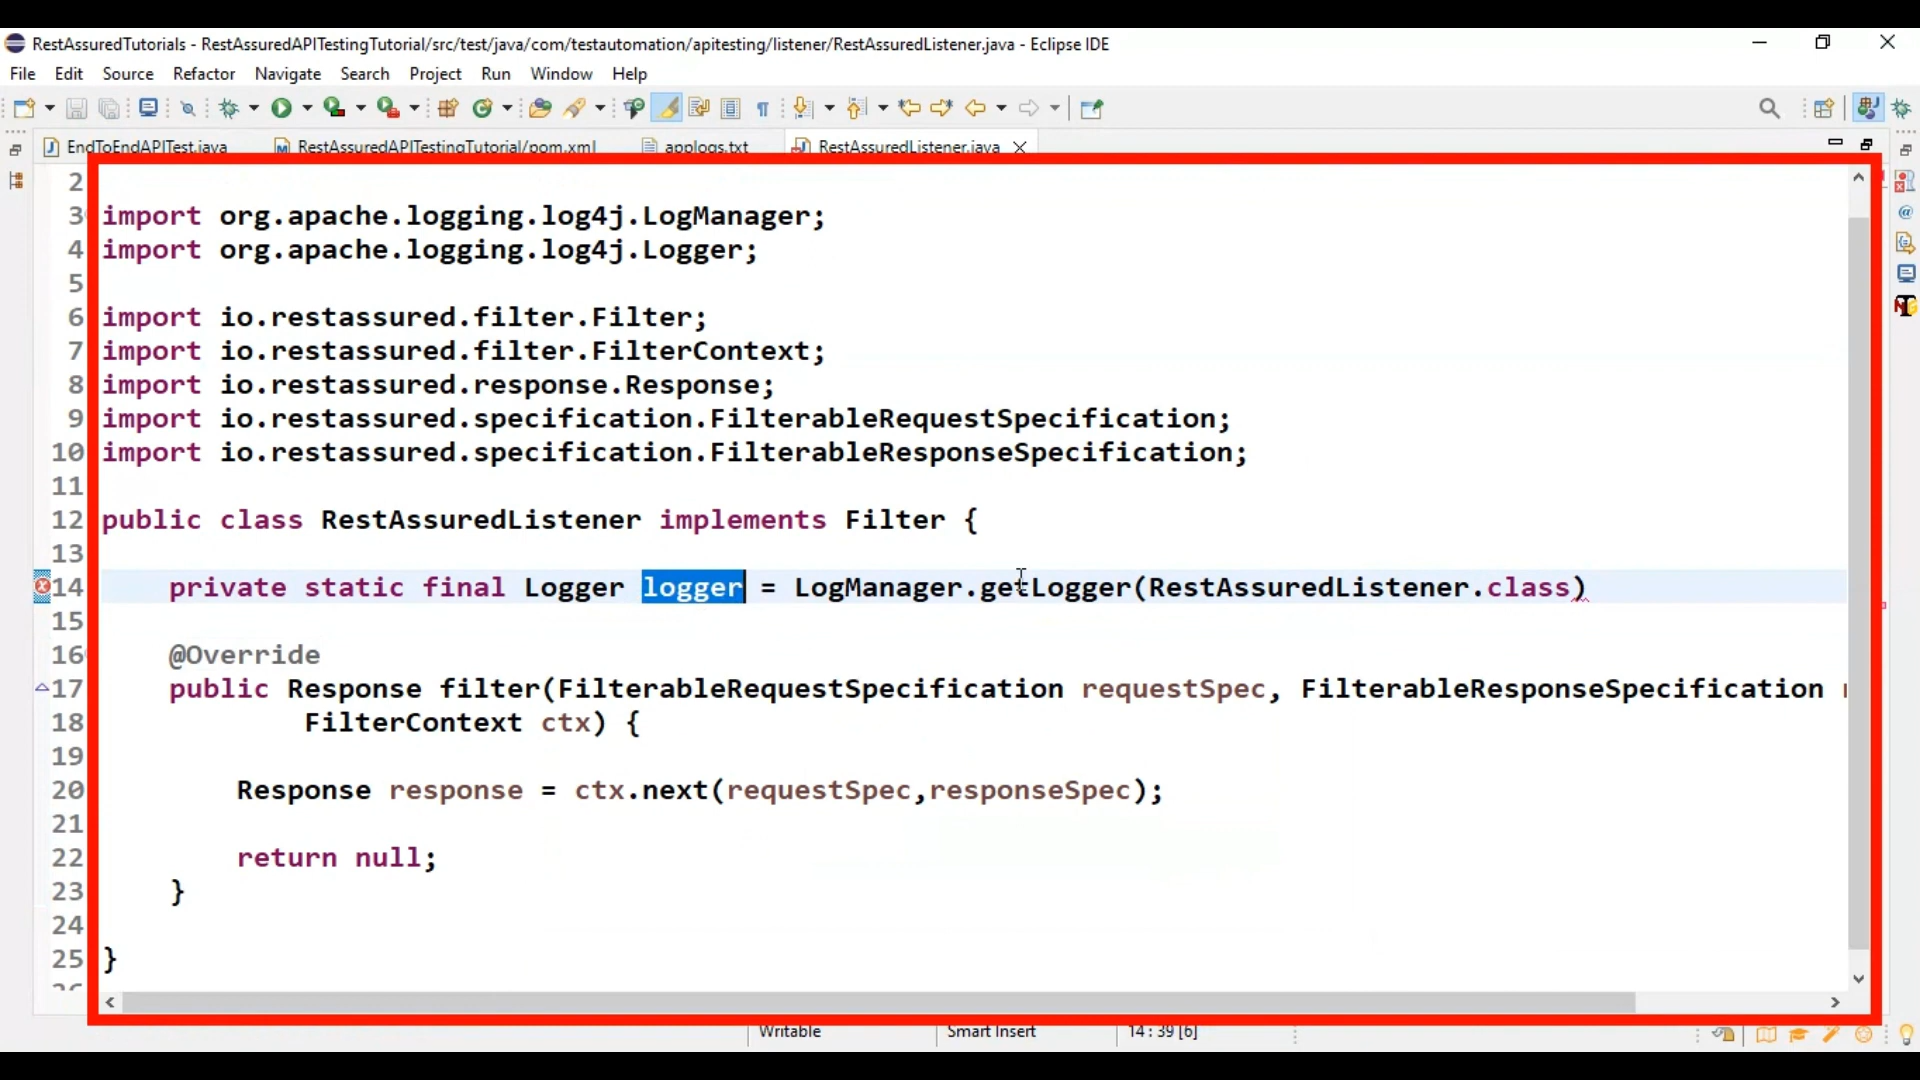 RestAssuredTutorials - RestAssuredAPITestingTutorial/src/test/java/com/testautomation/apitesting/listener/RestAssuredListener.java - Eclipse IDE
File Edit Source Refactor Navigate Search Project Run Window Help
EndToEndAPITest.java RestAssuredAPITestingTutorial/pom.xml applogs.txt RestAssuredListener.java
2
3 import org.apache.logging.log4j.LogManager;
4 import org.apache.logging.log4j.Logger;
5
6 import io.restassured.filter.Filter;
7 import io.restassured.filter.FilterContext;
8 import io.restassured.response.Response;
9 import io.restassured.specification.FilterableRequestSpecification;
10 import io.restassured.specification.FilterableResponseSpecification;
11
12 public class RestAssuredListener implements Filter {
13
14 private static final Logger logger = LogManager.getLogger(RestAssuredListener.class)
15
16 @Override
17 public Response filter(FilterableRequestSpecification requestSpec, FilterableResponseSpecification
18 FilterContext ctx) {
19
20 Response response = ctx.next(requestSpec,responseSpec);
21
22 return null;
23 }
24
25 }
Writable Smart Insert 14 : 39 [6]